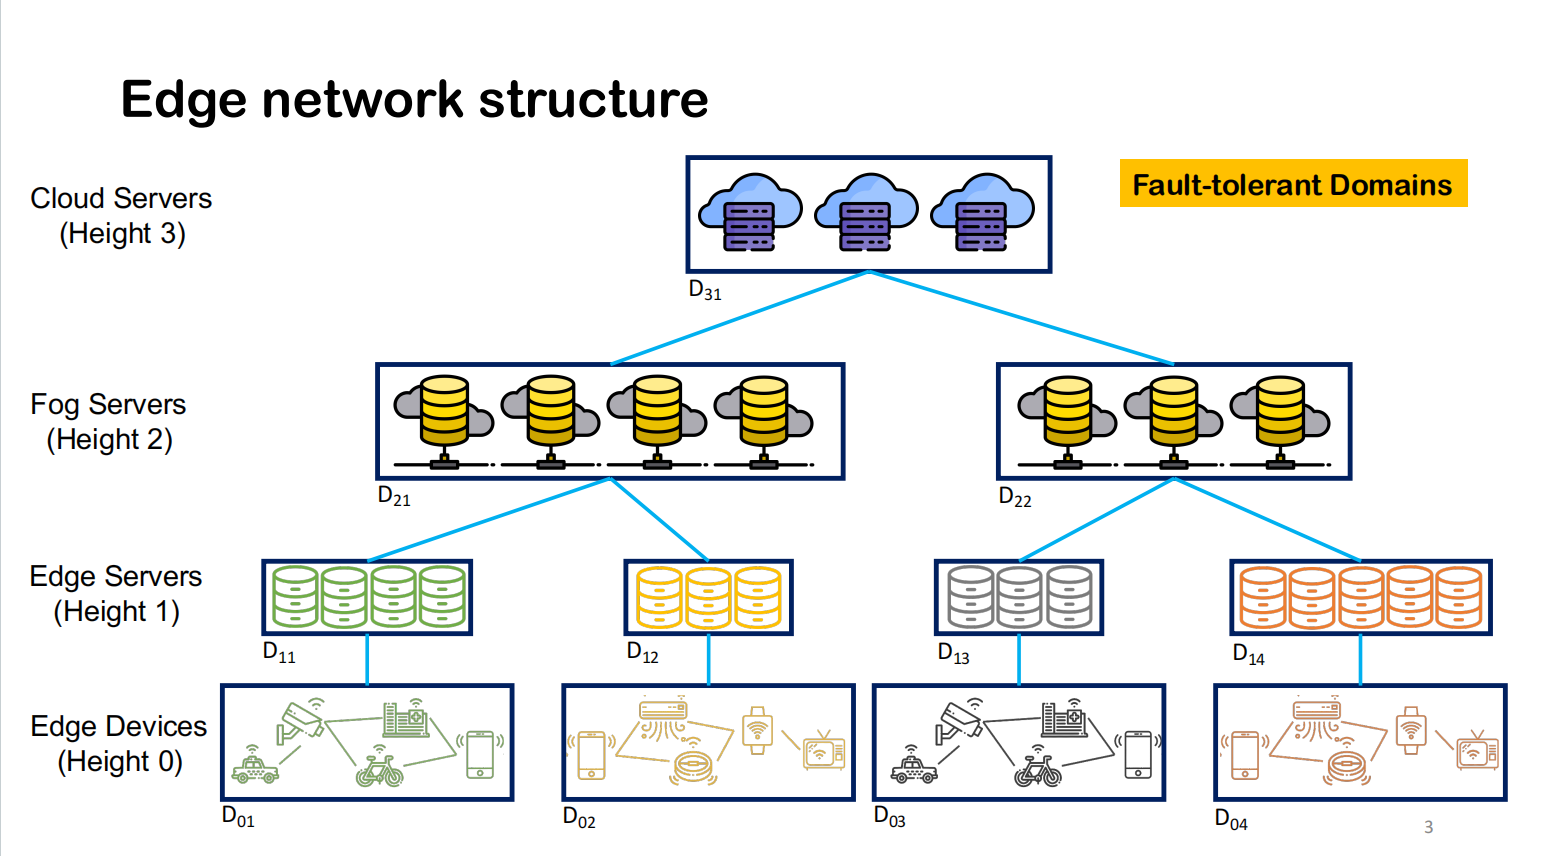 Edge network structure
Cloud Servers
(Height 3)
Fault-tolerant Domains
D31
Fog Servers
(Height 2)
D21
D22
Edge Servers
(Height 1)
D11
D12
D13
D14
Edge Devices
(Height 0)
D01
D02
D03
D04
3